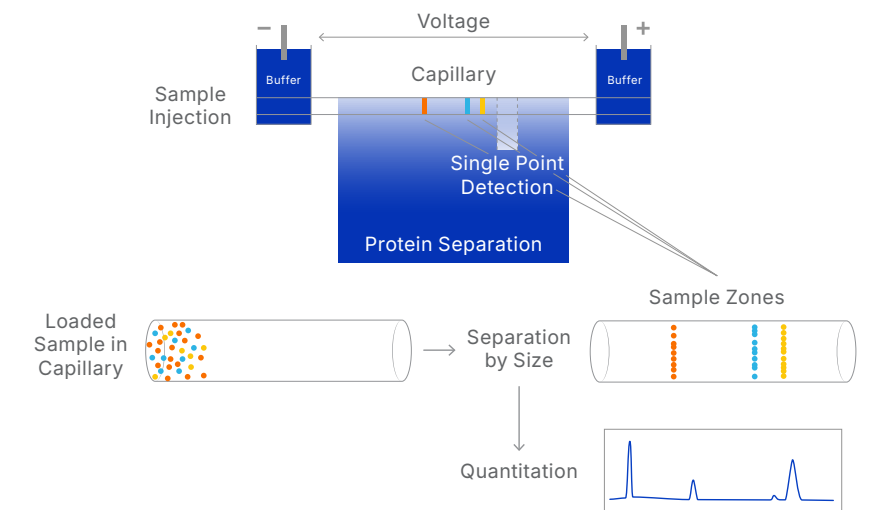 Voltage
−
+
Buffer
Capillary
Buffer
Sample
Injection
Single Point
Detection
Protein Separation
Sample Zones
Loaded
Sample in
Capillary
Separation
by Size
Quantitation